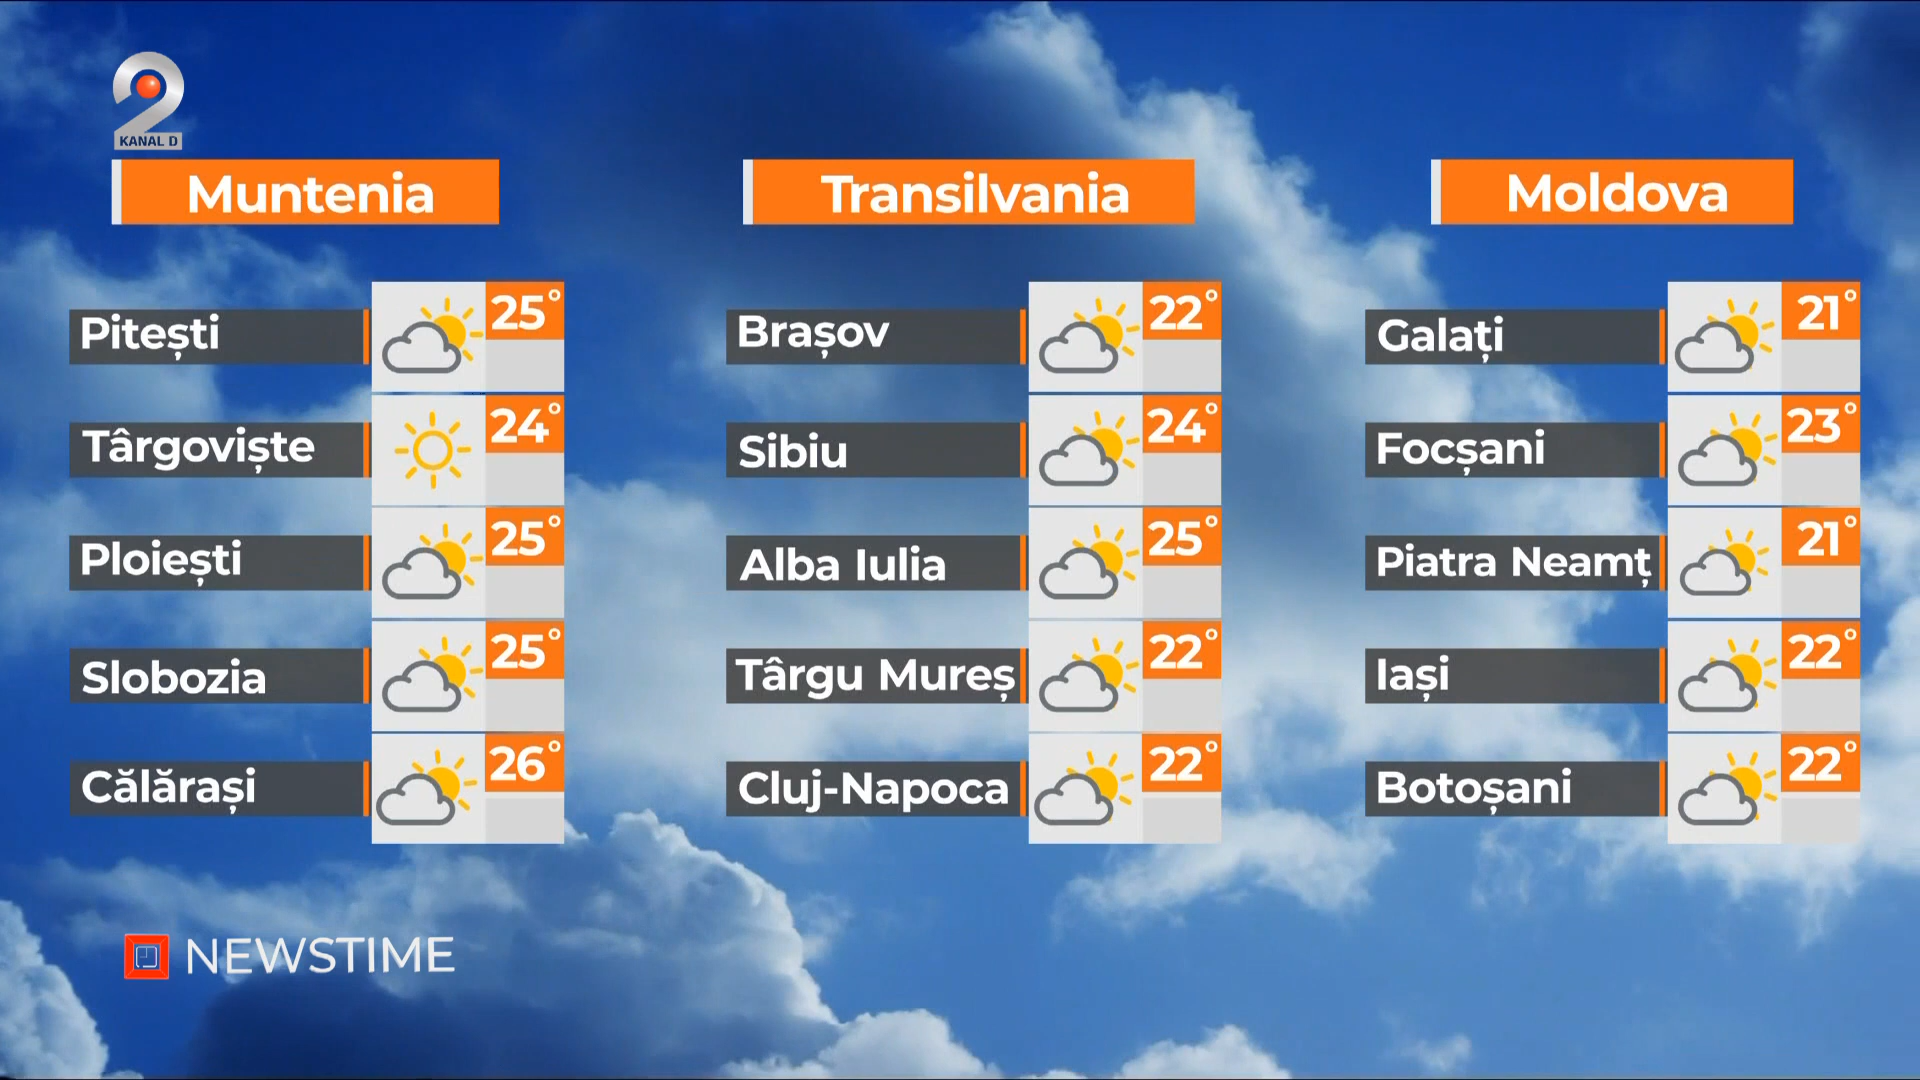 KANAL D
Muntenia
Pitești 25°
Târgoviște 24°
Ploiești 25°
Slobozia 25°
Călărași 26°
Transilvania
Brașov 22°
Sibiu 24°
Alba Iulia 25°
Târgu Mureș 22°
Cluj-Napoca 22°
Moldova
Galați 21°
Focșani 23°
Piatra Neamț 21°
Iași 22°
Botoșani 22°
NEWSTIME